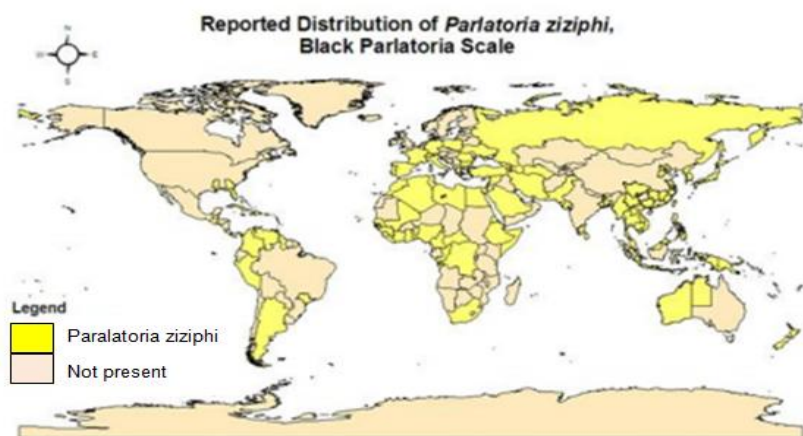 Reported Distribution of Parlatoria ziziphi,
Black Parlatoria Scale
N
W
E
S
Legend
Paralatoria ziziphi
Not present